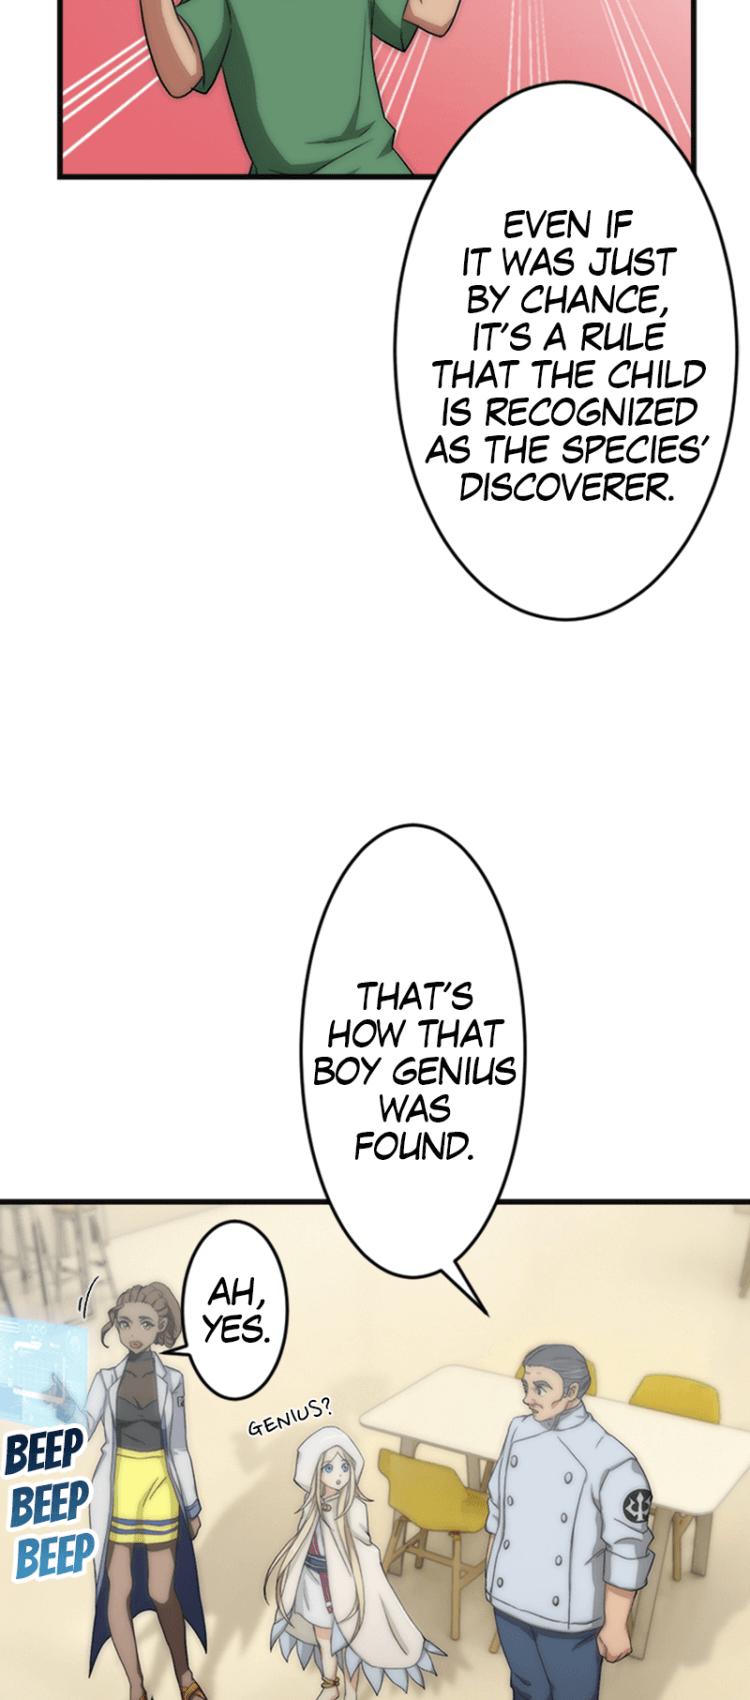 EVEN IF
IT WAS JUST
BY CHANCE,
IT'S A RULE
THAT THE CHILD
IS RECOGNIZED
AS THE SPECIES'
DISCOVERER.
THAT'S
HOW THAT
BOY GENIUS
WAS
FOUND.
AH,
YES.
GENIUS?
BEEP
BEEP
BEEP